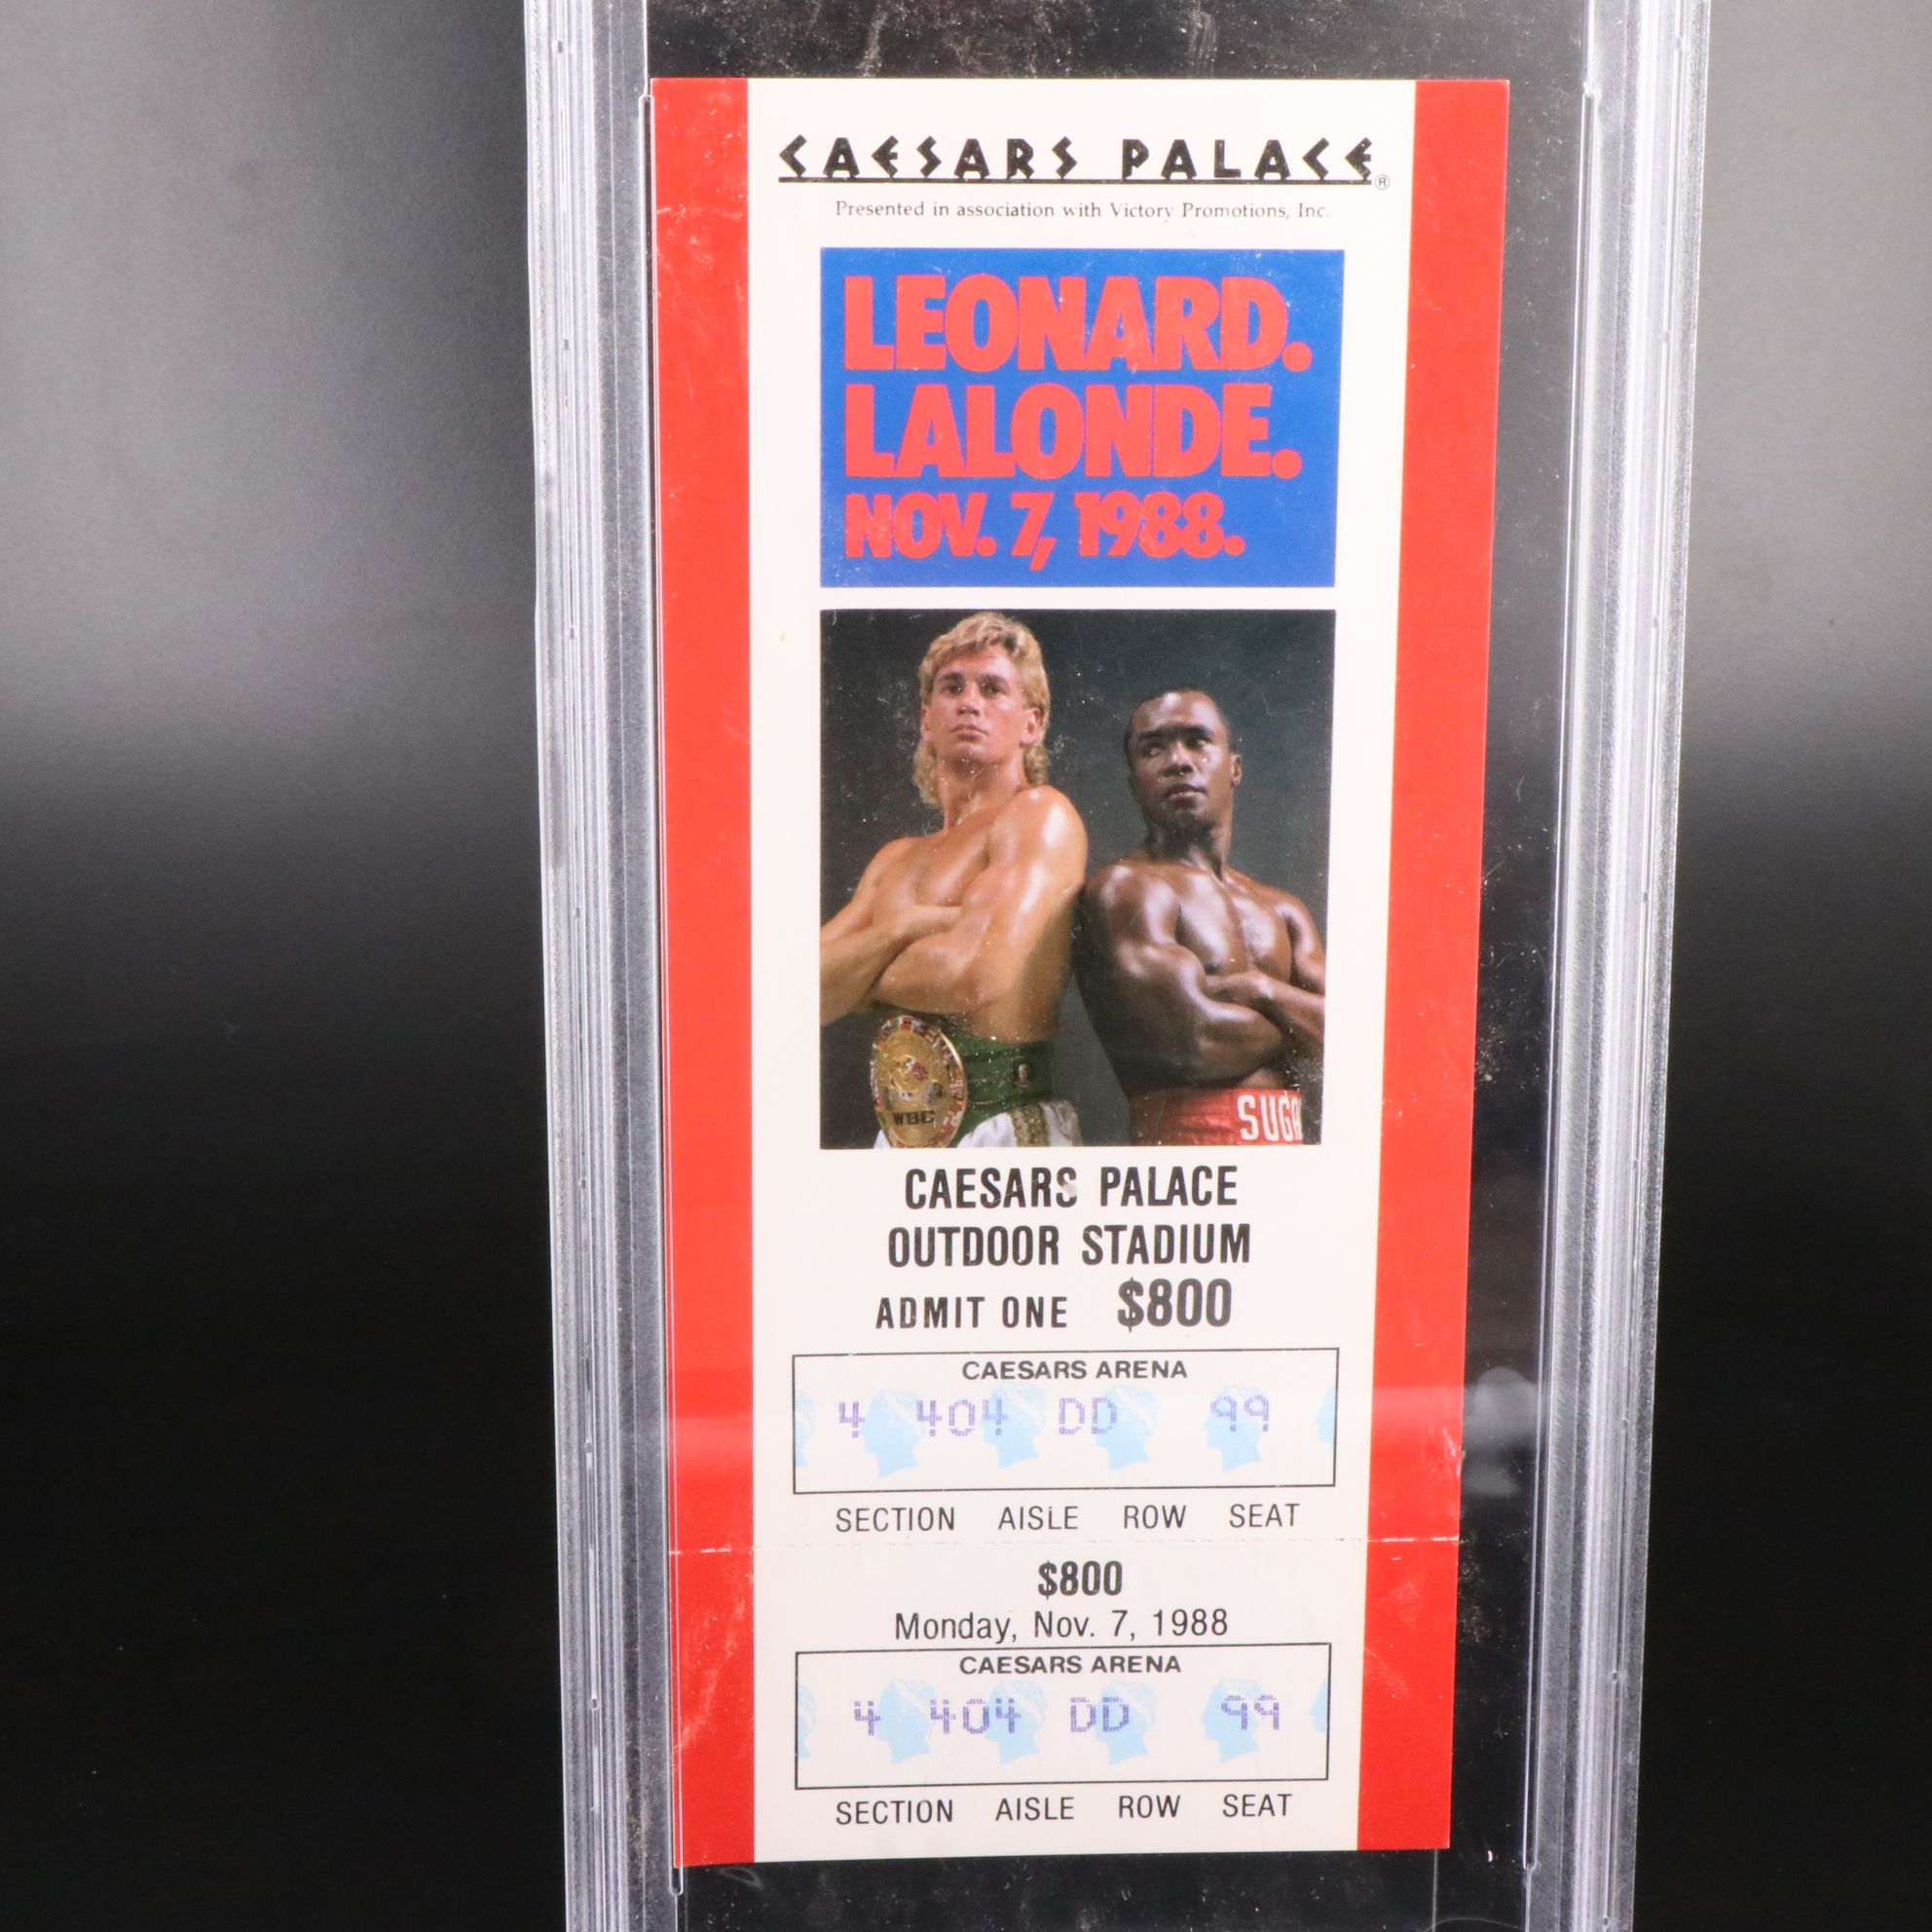 CAESARS PALACE®
Presented in association with Victory Promotions, Inc.
LEONARD.
LALONDE.
NOV. 7, 1988.
WBC
SUGA
CAESARS PALACE
OUTDOOR STADIUM
ADMIT ONE $800
CAESARS ARENA
4 404 DD 99
SECTION AISLE ROW SEAT
$800
Monday, Nov. 7, 1988
CAESARS ARENA
4 404 DD 99
SECTION AISLE ROW SEAT